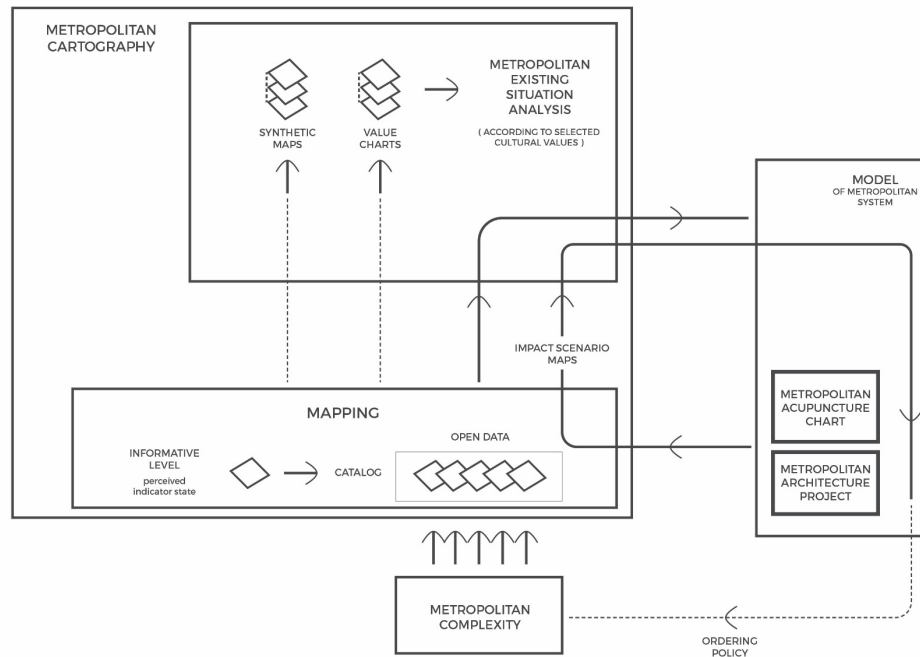 METROPOLITAN
CARTOGRAPHY
SYNTHETIC
MAPS
VALUE
CHARTS
METROPOLITAN
EXISTING
SITUATION
ANALYSIS
( ACCORDING TO SELECTED
CULTURAL VALUES )
MODEL
OF METROPOLITAN
SYSTEM
IMPACT SCENARIO
MAPS
METROPOLITAN
ACUPUNCTURE
CHART
METROPOLITAN
ARCHITECTURE
PROJECT
MAPPING
INFORMATIVE
LEVEL
perceived
indicator state
CATALOG
OPEN DATA
METROPOLITAN
COMPLEXITY
ORDERING
POLICY